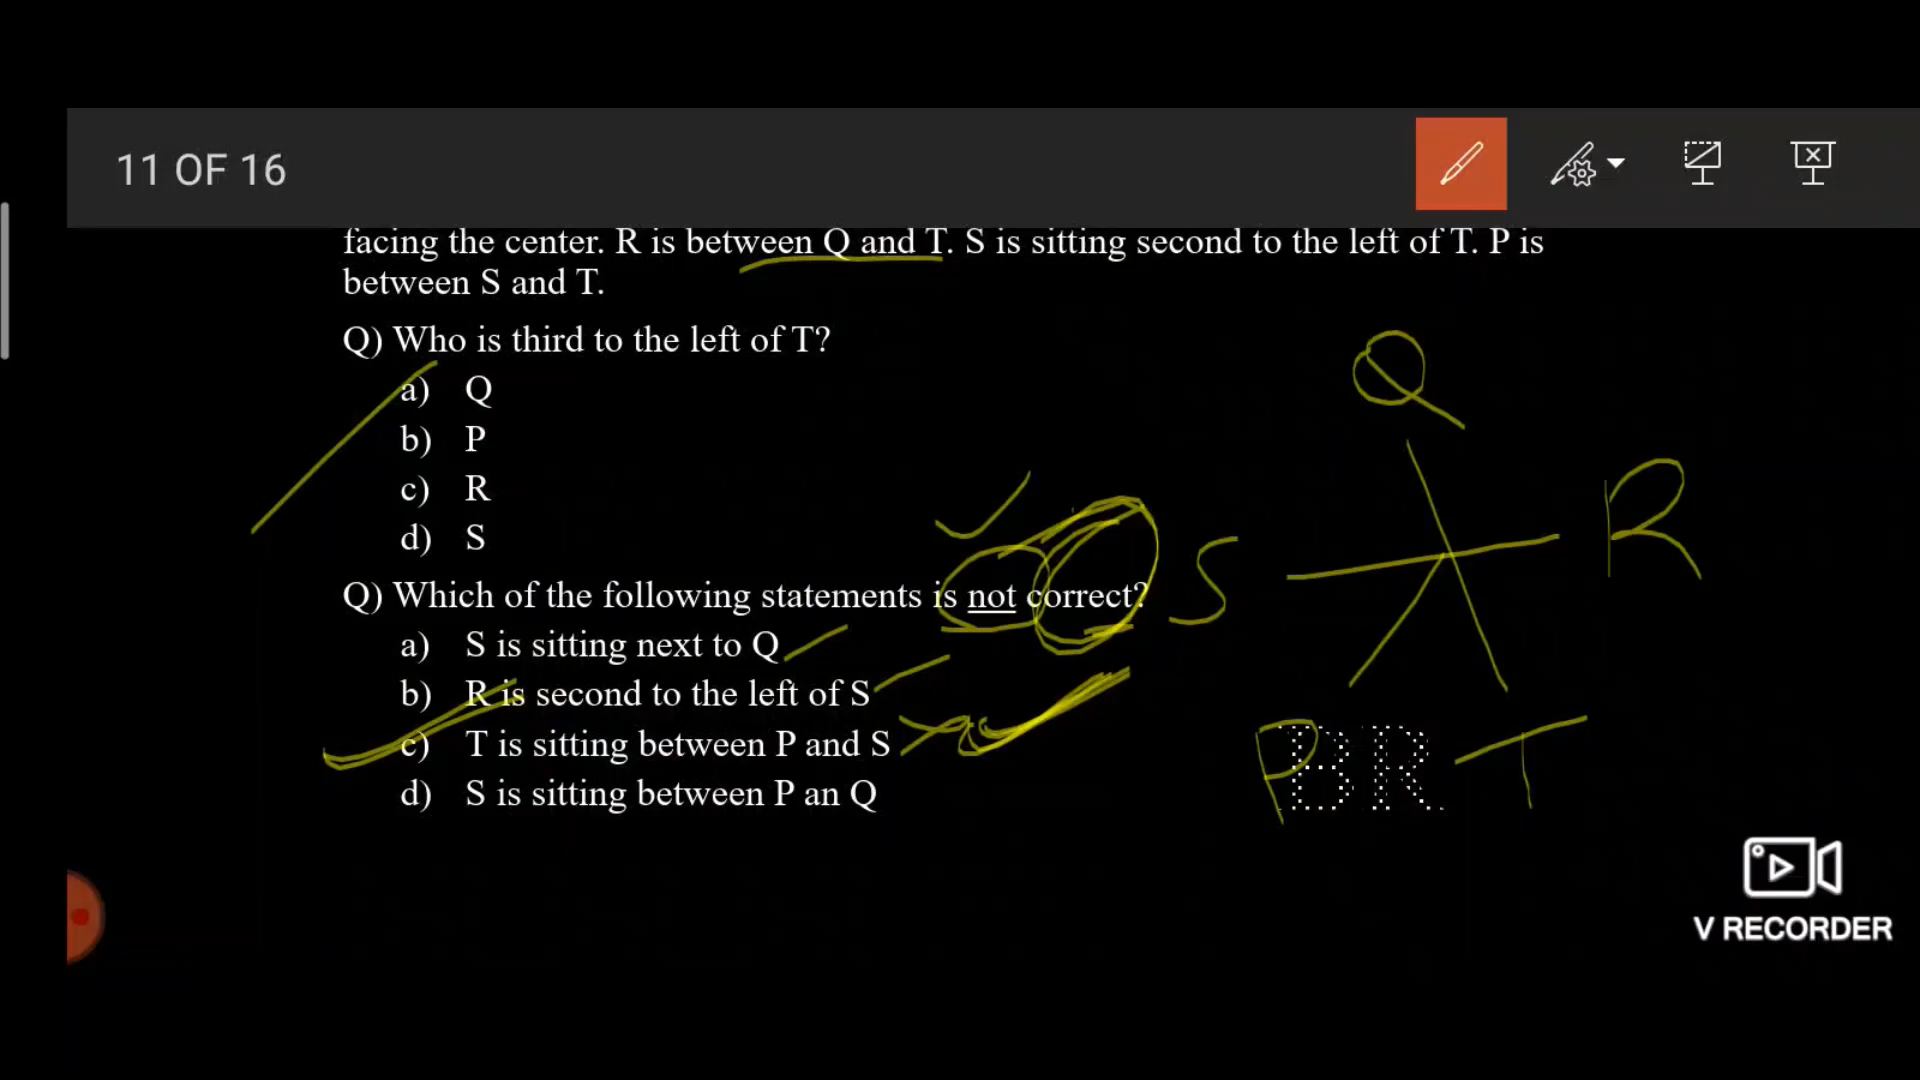 11 OF 16
facing the center. R is between Q and T. S is sitting second to the left of T. P is
between S and T.
Q) Who is third to the left of T?
a) Q
b) P
c) R
d) S
Q) Which of the following statements is not correct?
a) S is sitting next to Q
b) R is second to the left of S
c) T is sitting between P and S
d) S is sitting between P an Q
Q
R
S
P
BR
T
V RECORDER